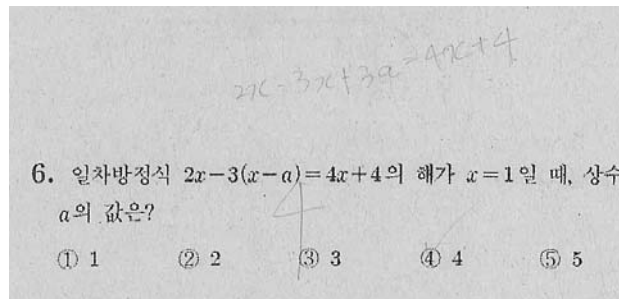 2x-3x+3a=4x+4
6. 일차방정식 2x-3(x-a)=4x+4의 해가 x=1일 때, 상수
a의 값은?
4
① 1 ② 2 ③ 3 ④ 4 ⑤ 5